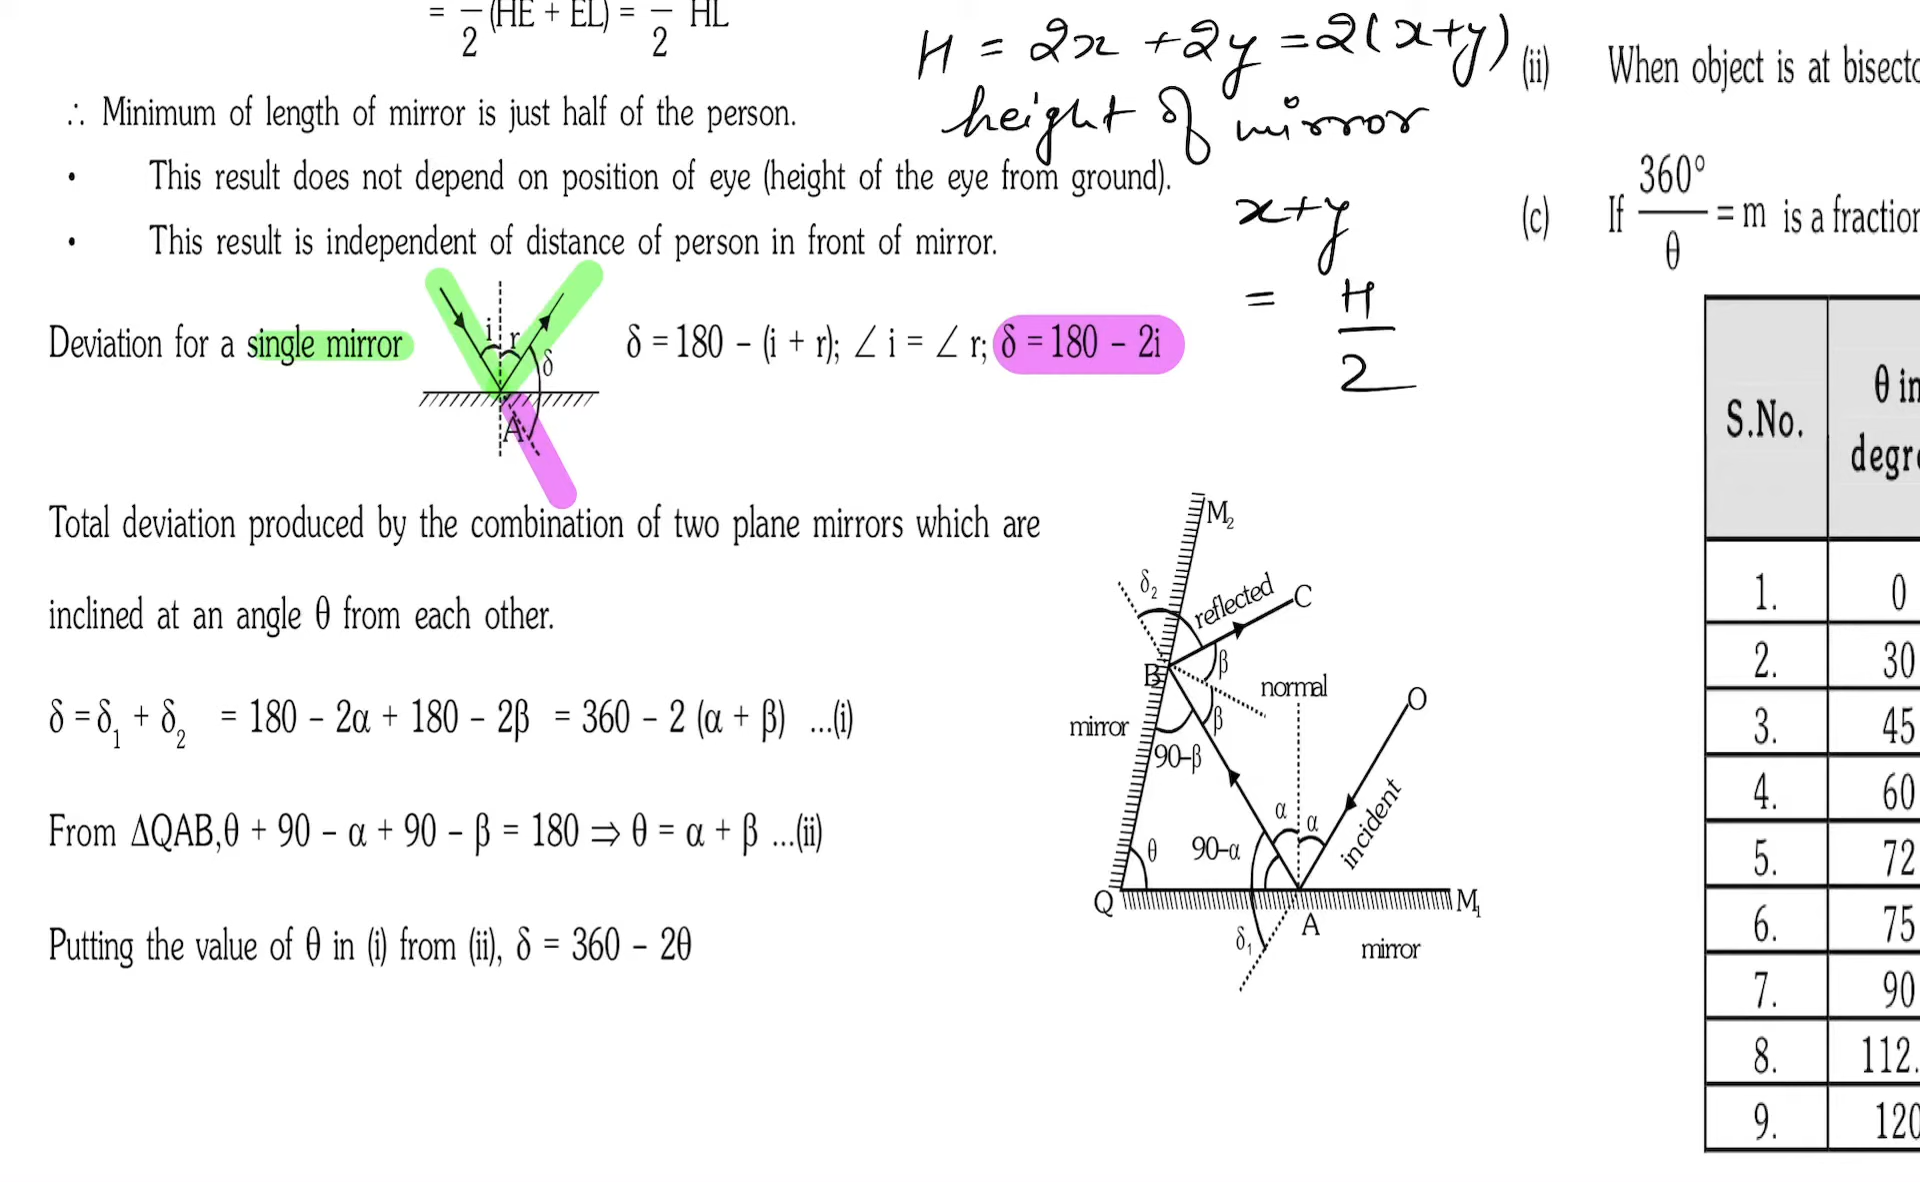 = —/2 (HE + EL) = —/2 HL
∴ Minimum of length of mirror is just half of the person.
• This result does not depend on position of eye (height of the eye from ground).
• This result is independent of distance of person in front of mirror.
H = 2x + 2y = 2(x+y)
height of mirror
x+y
= H/2
Deviation for a single mirror
i r
δ
A
δ = 180 – (i + r); ∠ i = ∠ r; δ = 180 – 2i
Total deviation produced by the combination of two plane mirrors which are
inclined at an angle θ from each other.
δ = δ₁ + δ₂ = 180 – 2α + 180 – 2β = 360 – 2 (α + β) ...(i)
From ΔQAB, θ + 90 – α + 90 – β = 180 ⇒ θ = α + β ...(ii)
Putting the value of θ in (i) from (ii), δ = 360 – 2θ
M₂
δ₂
reflected C
B β
normal
O
mirror β
90–β
α α
incident
θ 90–α
Q M₁
δ₁ A
mirror
(ii) When object is at
(c) If 360°/θ = m is a
S.No. θ in
1. 0
2. 30
3. 45
4. 60
5. 72
6. 75
7. 90
8. 112.
9. 120